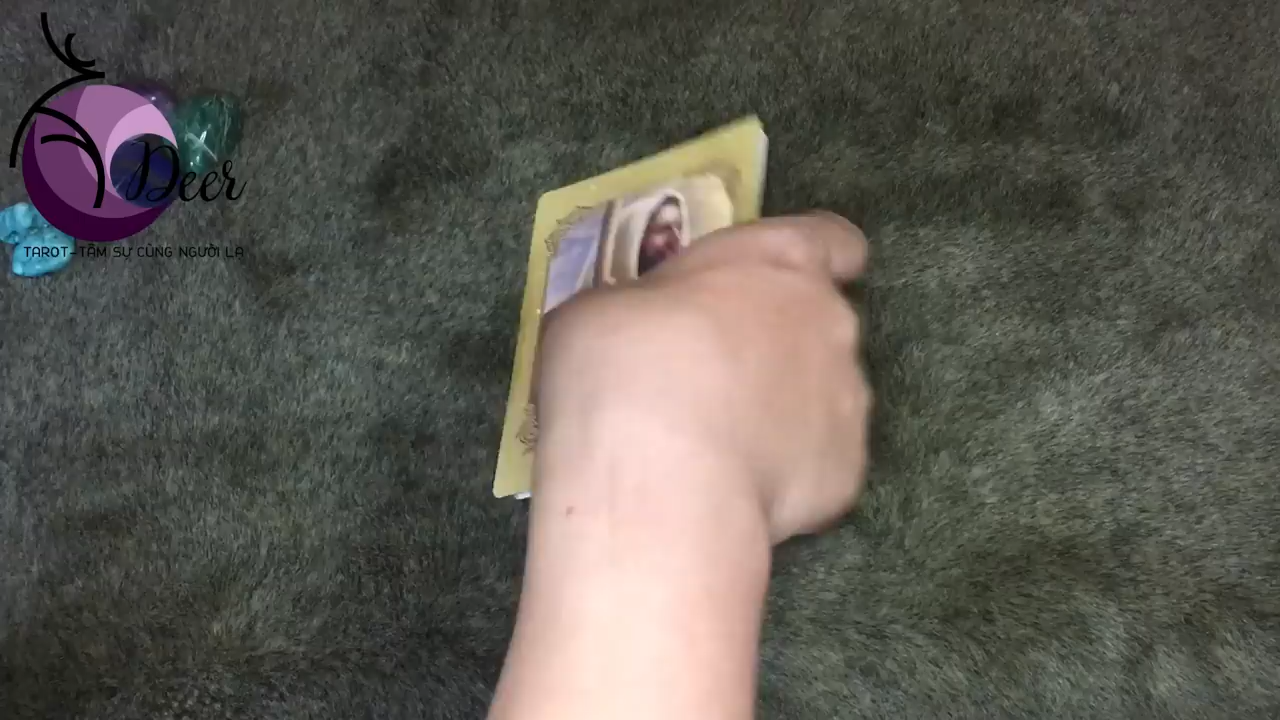 Deer
TAROT-TÂM SỰ CÙNG NGƯỜI LẠ